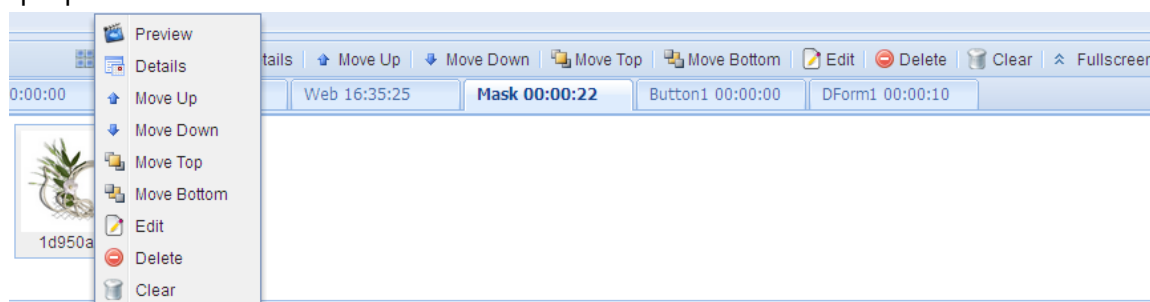 Preview
Details
Move Up
Move Down
Move Top
Move Bottom
Edit
Delete
Clear
tails Move Up Move Down Move Top Move Bottom Edit Delete Clear Fullscreen
0:00:00 Web 16:35:25 Mask 00:00:22 Button1 00:00:00 DForm1 00:00:10
1d950a